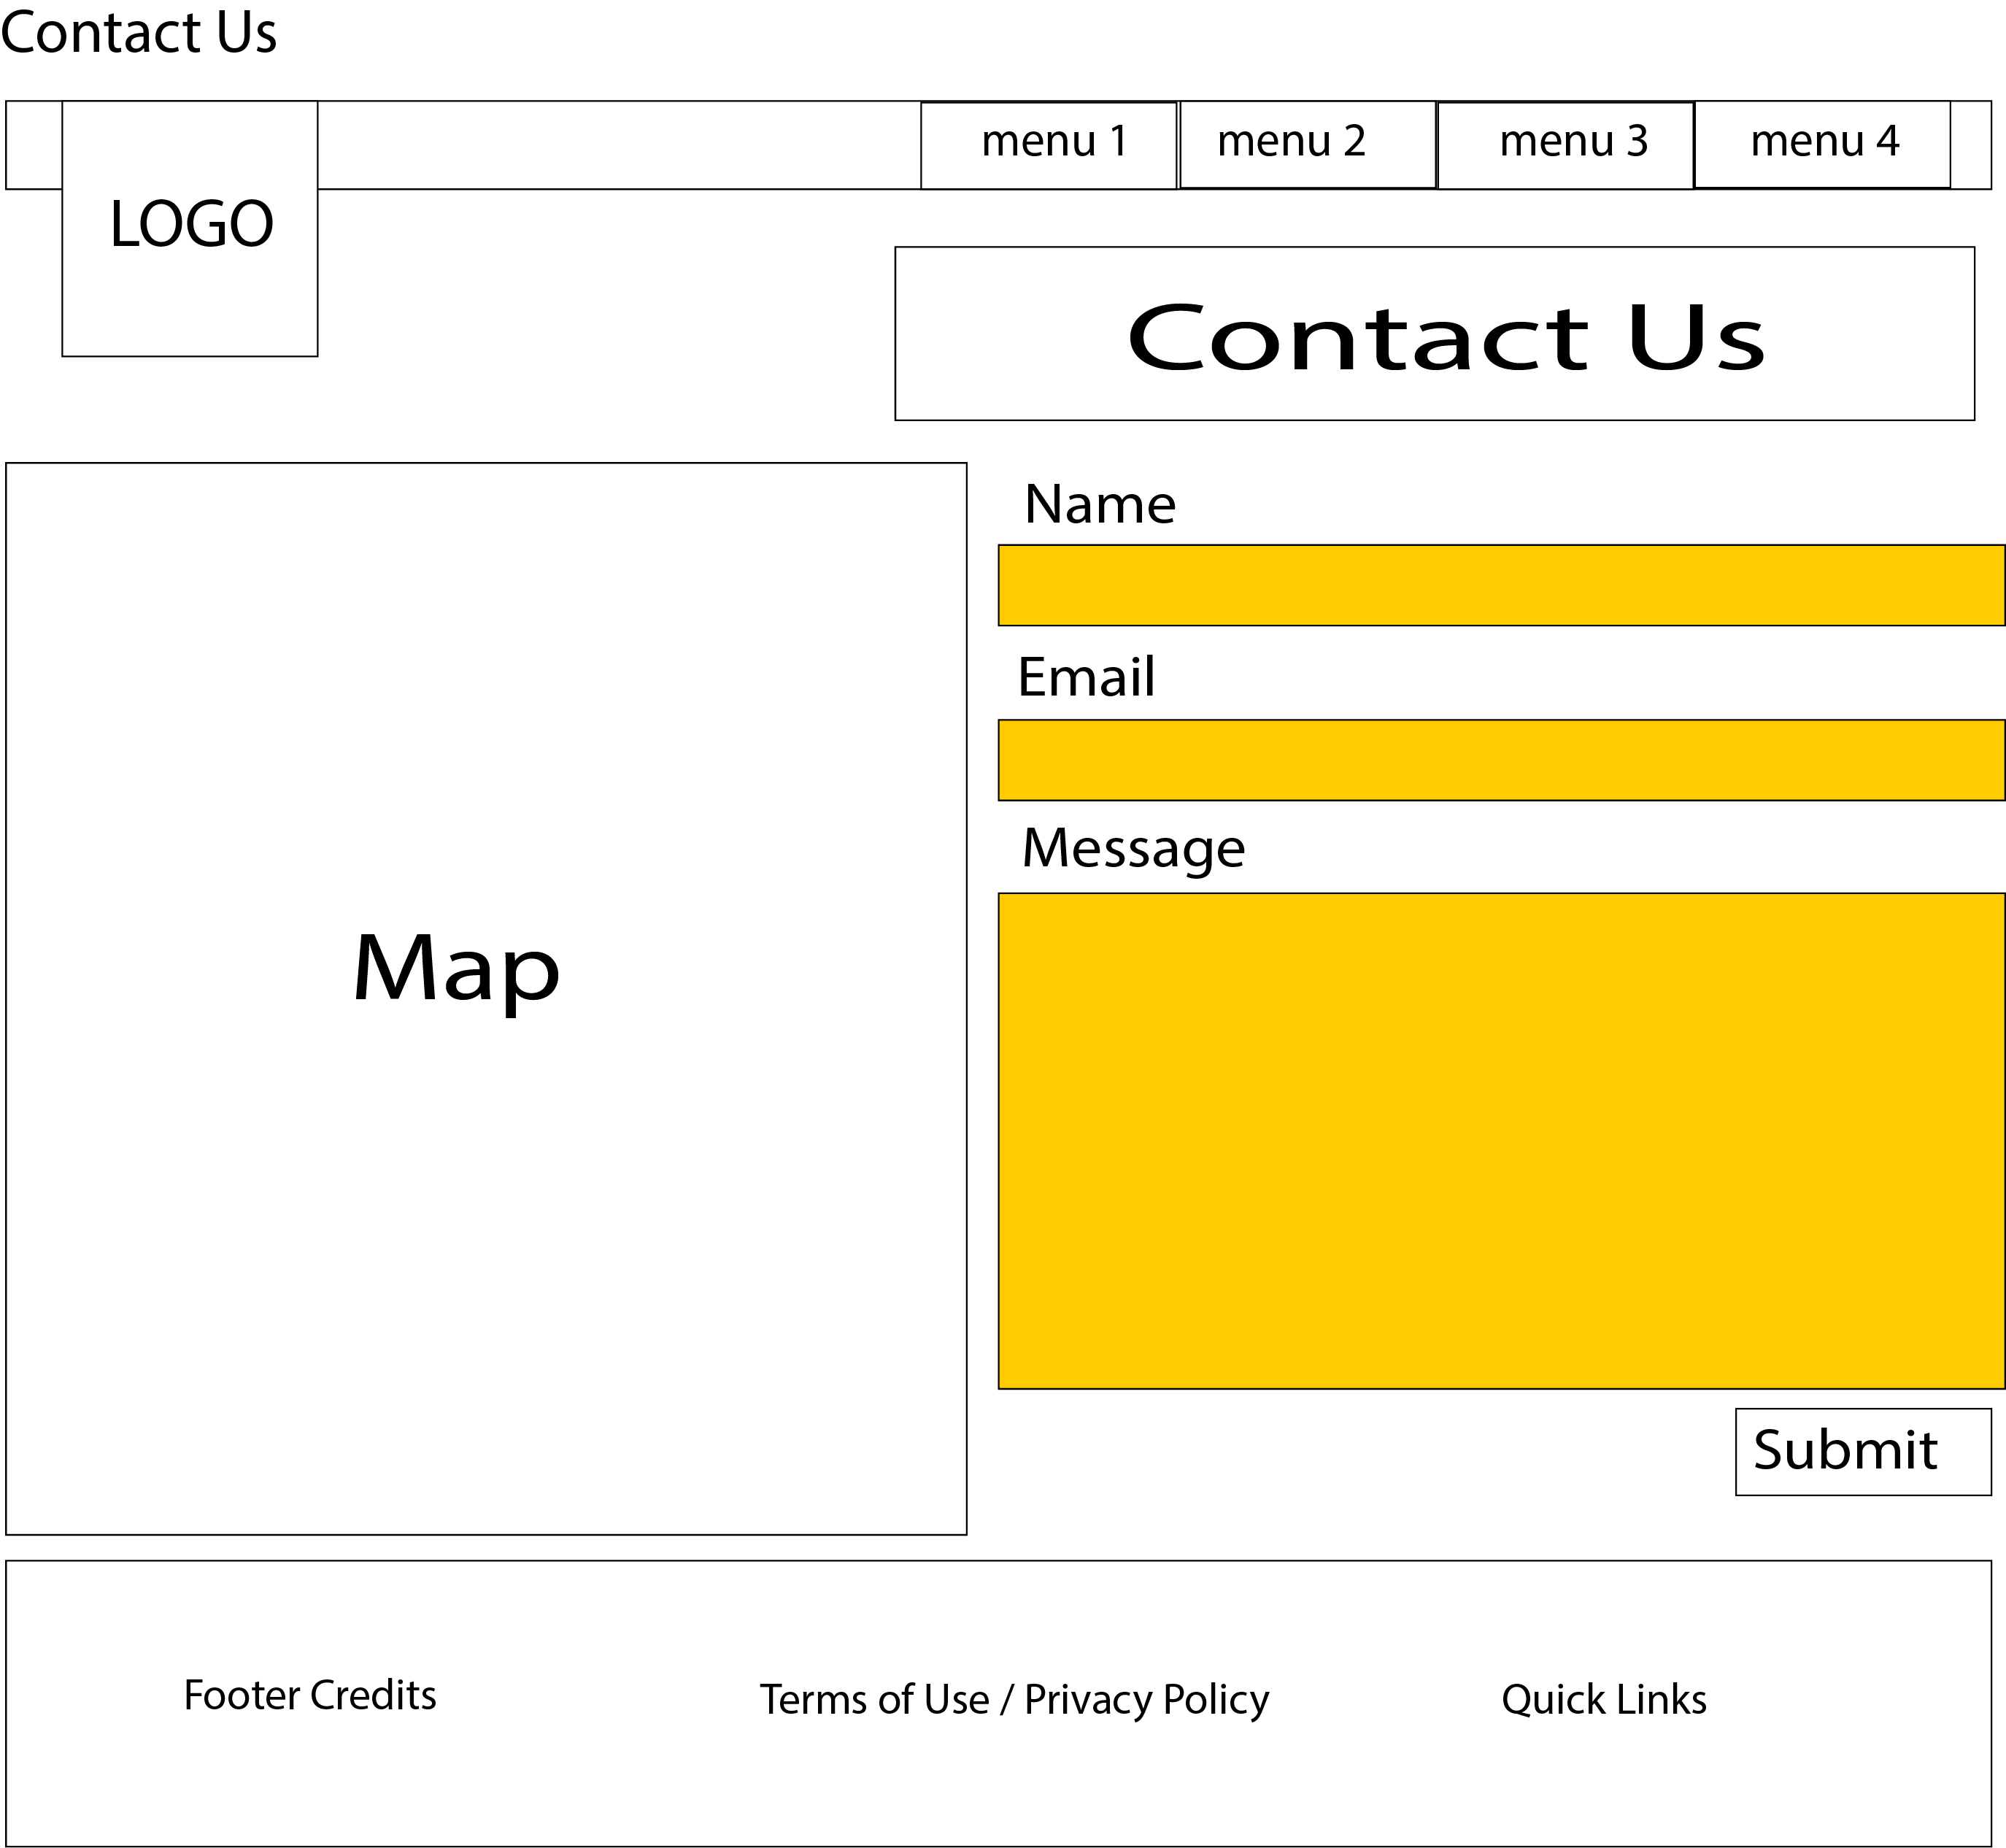 Contact Us
menu 1 menu 2 menu 3 menu 4
LOGO
Contact Us
Name
Email
Message
Map
Submit
Footer Credits
Terms of Use / Privacy Policy
Quick Links